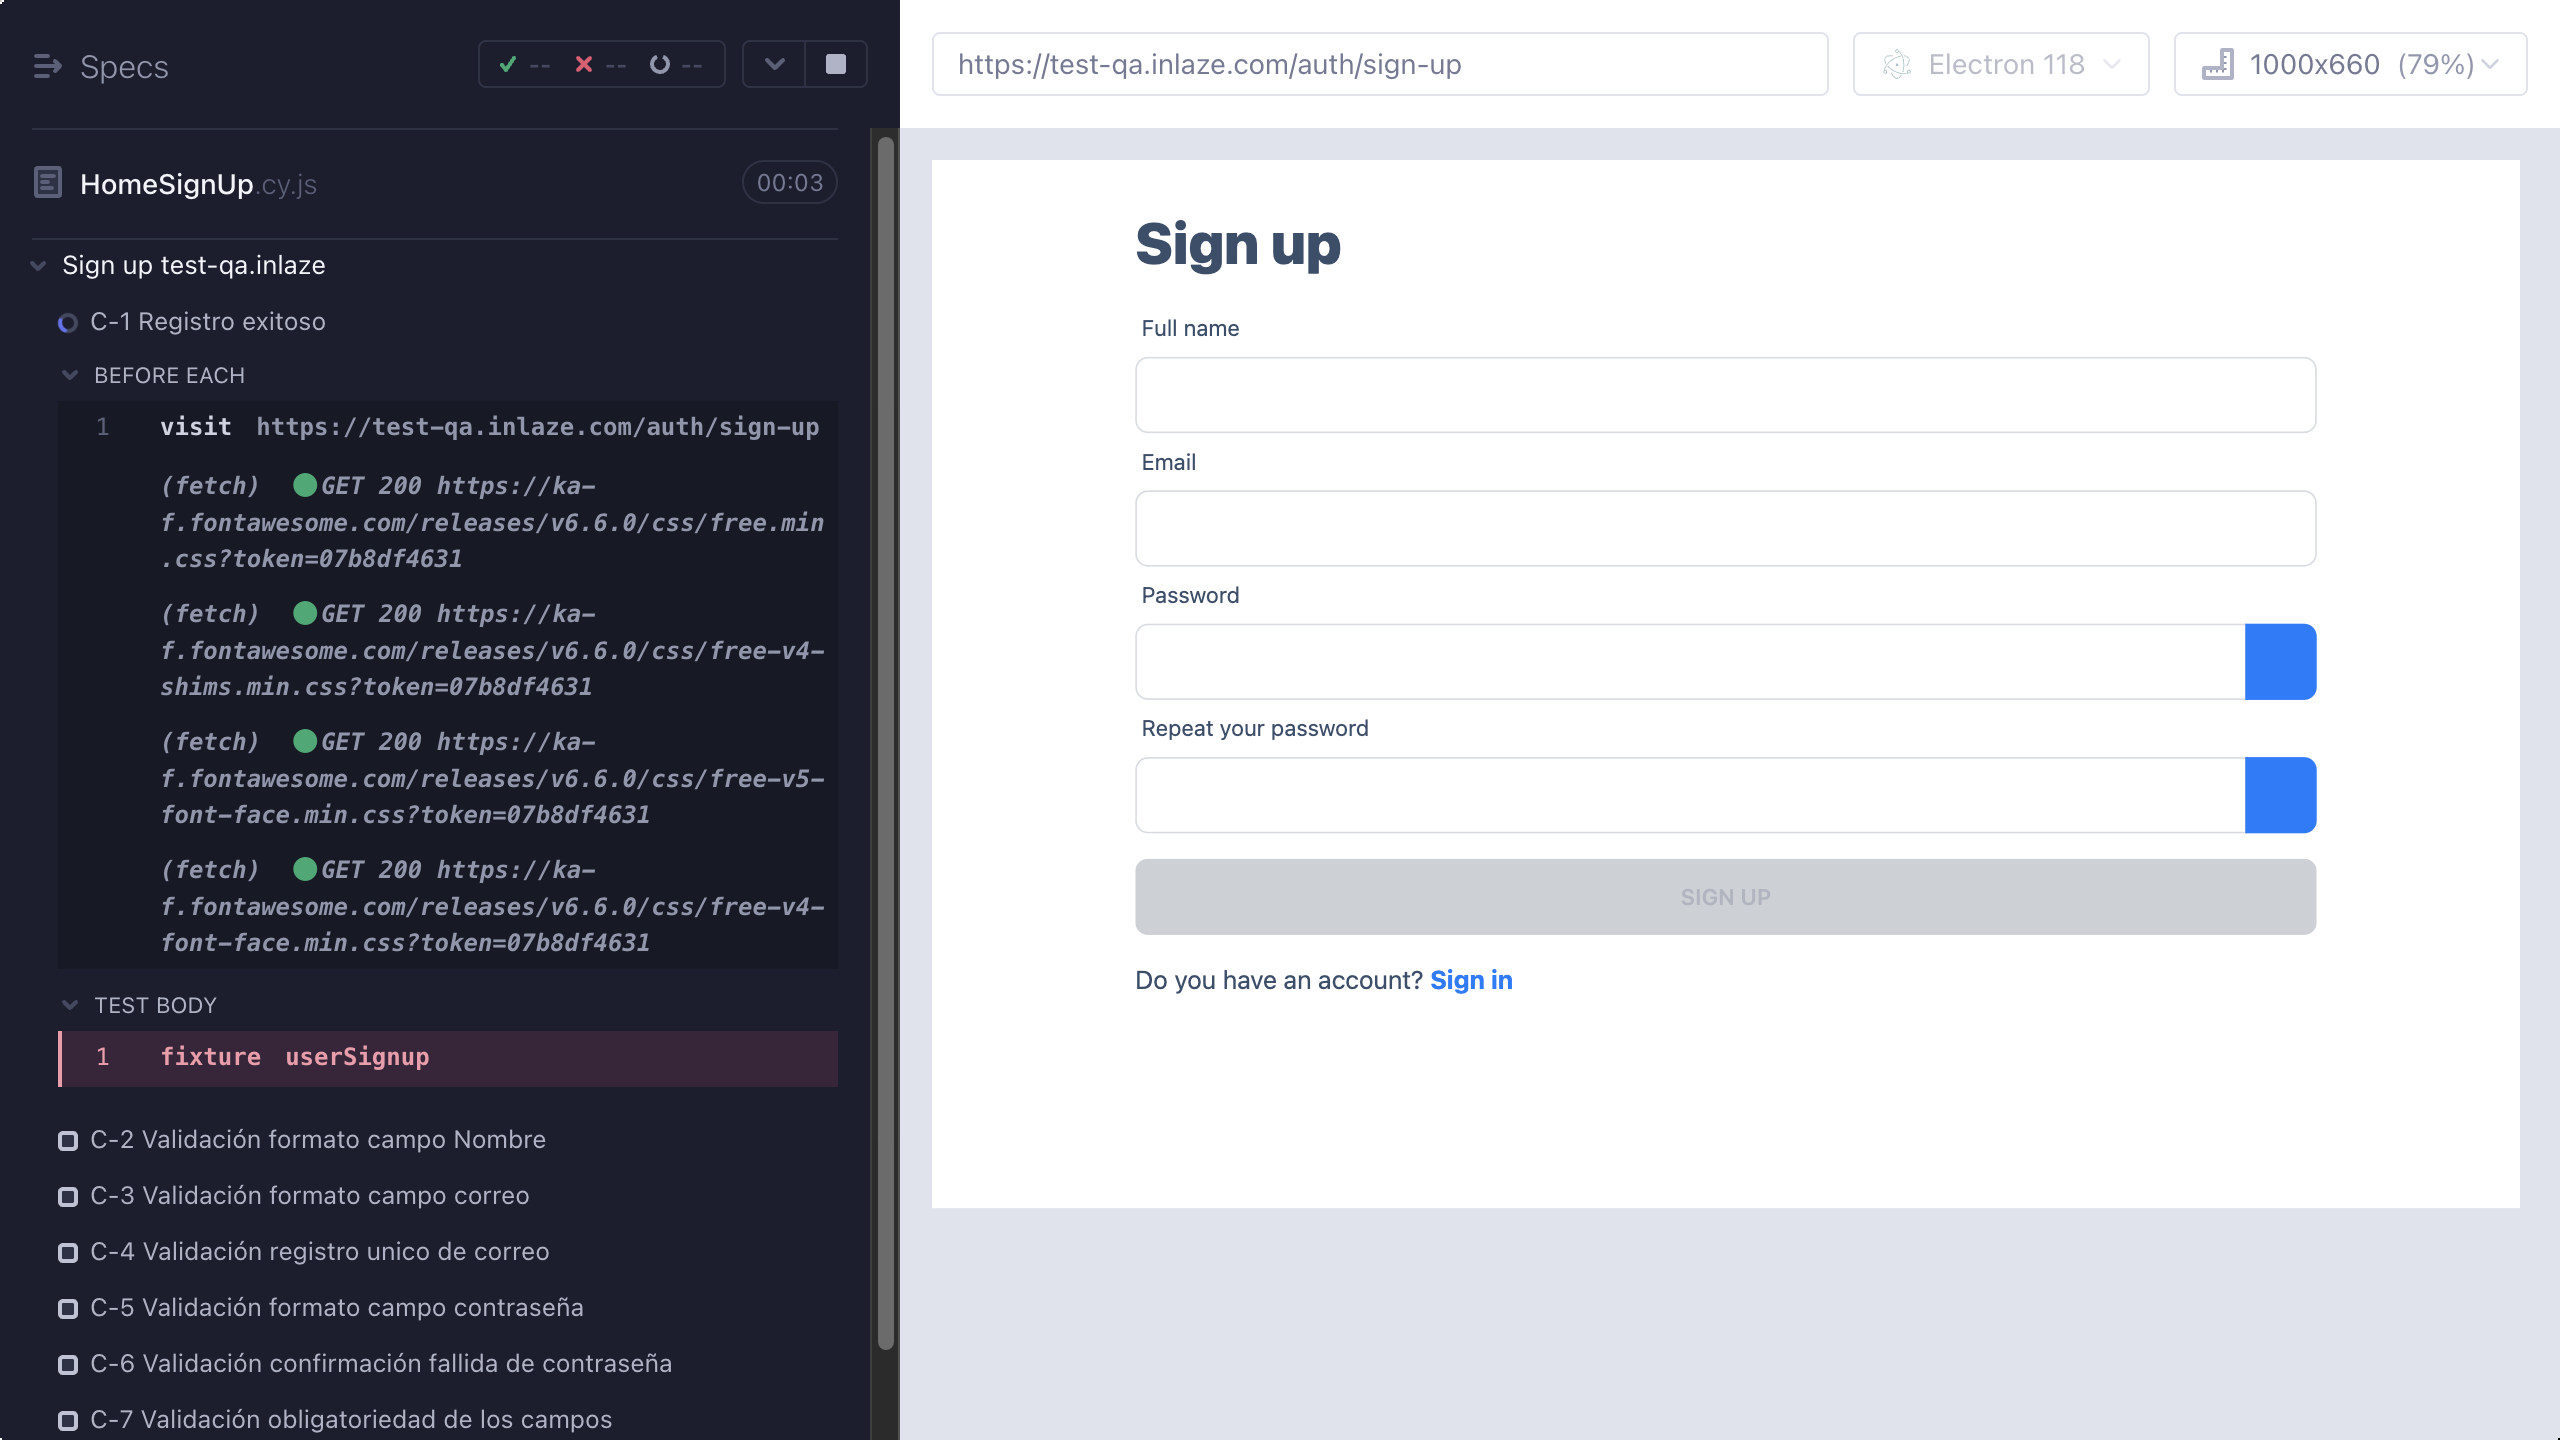 Specs
-- -- --
HomeSignUp.cy.js
00:03
Sign up test-qa.inlaze
C-1 Registro exitoso
BEFORE EACH
1 visit https://test-qa.inlaze.com/auth/sign-up
(fetch) GET 200 https://ka-
f.fontawesome.com/releases/v6.6.0/css/free.min
.css?token=07b8df4631
(fetch) GET 200 https://ka-
f.fontawesome.com/releases/v6.6.0/css/free-v4-
shims.min.css?token=07b8df4631
(fetch) GET 200 https://ka-
f.fontawesome.com/releases/v6.6.0/css/free-v5-
font-face.min.css?token=07b8df4631
(fetch) GET 200 https://ka-
f.fontawesome.com/releases/v6.6.0/css/free-v4-
font-face.min.css?token=07b8df4631
TEST BODY
1 fixture userSignup
C-2 Validación formato campo Nombre
C-3 Validación formato campo correo
C-4 Validación registro unico de correo
C-5 Validación formato campo contraseña
C-6 Validación confirmación fallida de contraseña
C-7 Validación obligatoriedad de los campos
https://test-qa.inlaze.com/auth/sign-up
Electron 118
1000x660 (79%)
Sign up
Full name
Email
Password
Repeat your password
SIGN UP
Do you have an account? Sign in